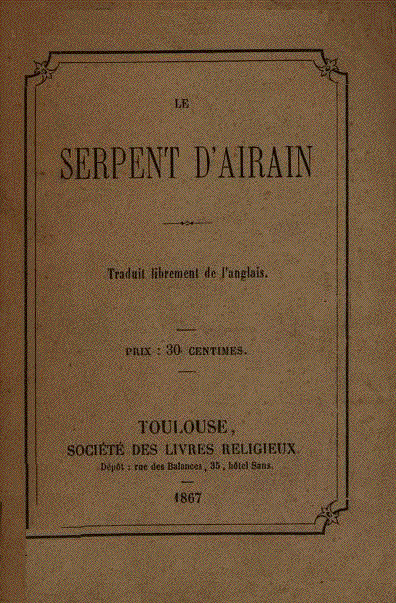 LE
SERPENT D'AIRAIN
Traduit librement de l'anglais.
PRIX : 30 CENTIMES.
TOULOUSE,
SOCIÉTÉ DES LIVRES RELIGIEUX.
Dépôt : rue des Balances, 35, hôtel Sans.
1867